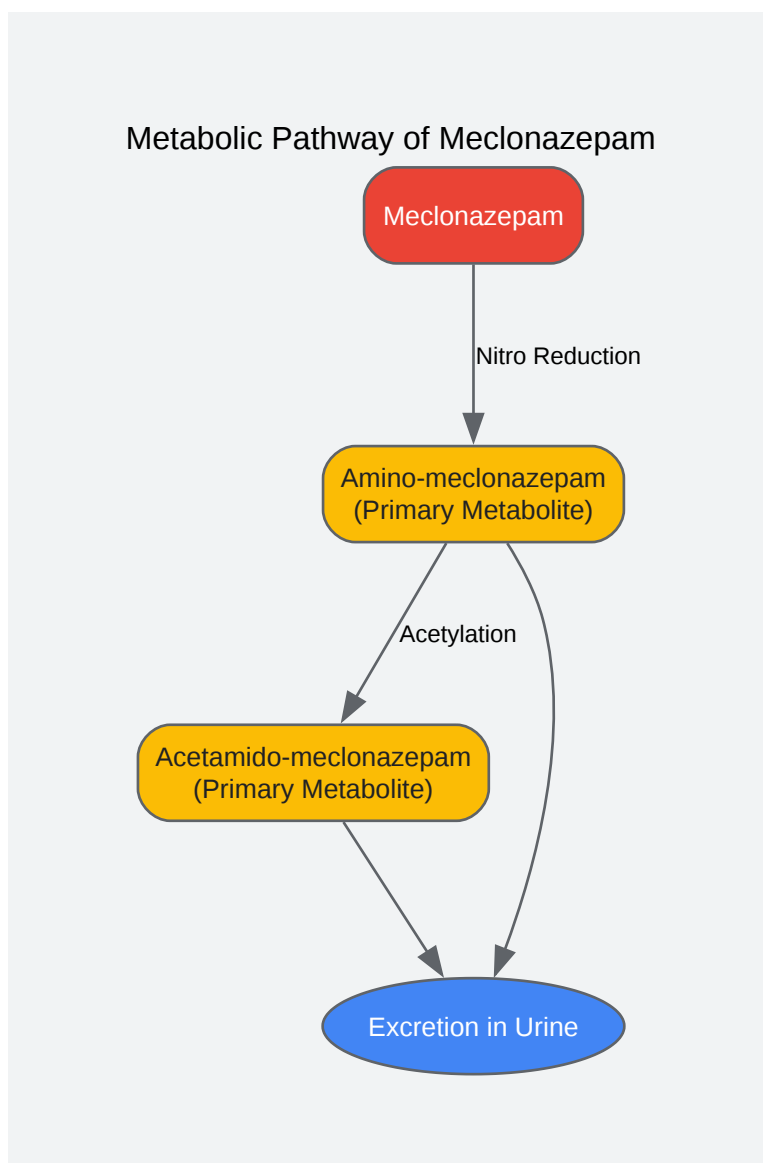 Metabolic Pathway of Meclonazepam
Meclonazepam
Nitro Reduction
Amino-meclonazepam
(Primary Metabolite)
Acetylation
Acetamido-meclonazepam
(Primary Metabolite)
Excretion in Urine